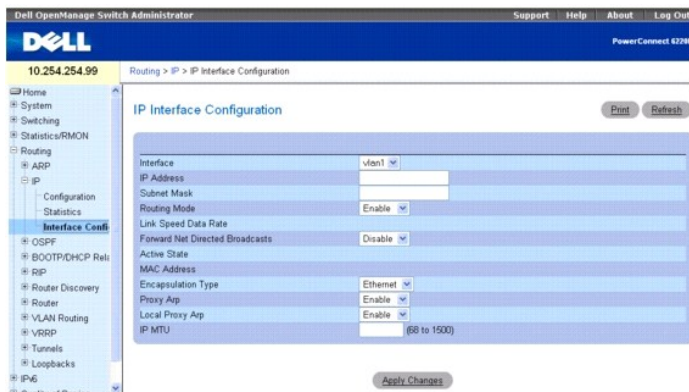 Dell OpenManage Switch Administrator
Support Help About Log Out
DELL
PowerConnect
10.254.254.99
Routing > IP > IP Interface Configuration
Home
System
Switching
Statistics/RMON
Routing
ARP
IP
Configuration
Statistics
Interface Confi
OSPF
BOOTP/DHCP Rela
RIP
Router Discovery
Router
VLAN Routing
VRRP
Tunnels
Loopbacks
IPv6
IP Interface Configuration
Print Refresh
Interface vlan1
IP Address
Subnet Mask
Routing Mode Enable
Link Speed Data Rate
Forward Net Directed Broadcasts Disable
Active State
MAC Address
Encapsulation Type Ethernet
Proxy Arp Enable
Local Proxy Arp Enable
IP MTU (68 to 1500)
Apply Changes